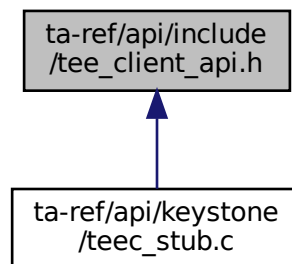 ta-ref/api/include
/tee_client_api.h
ta-ref/api/keystone
/teec_stub.c